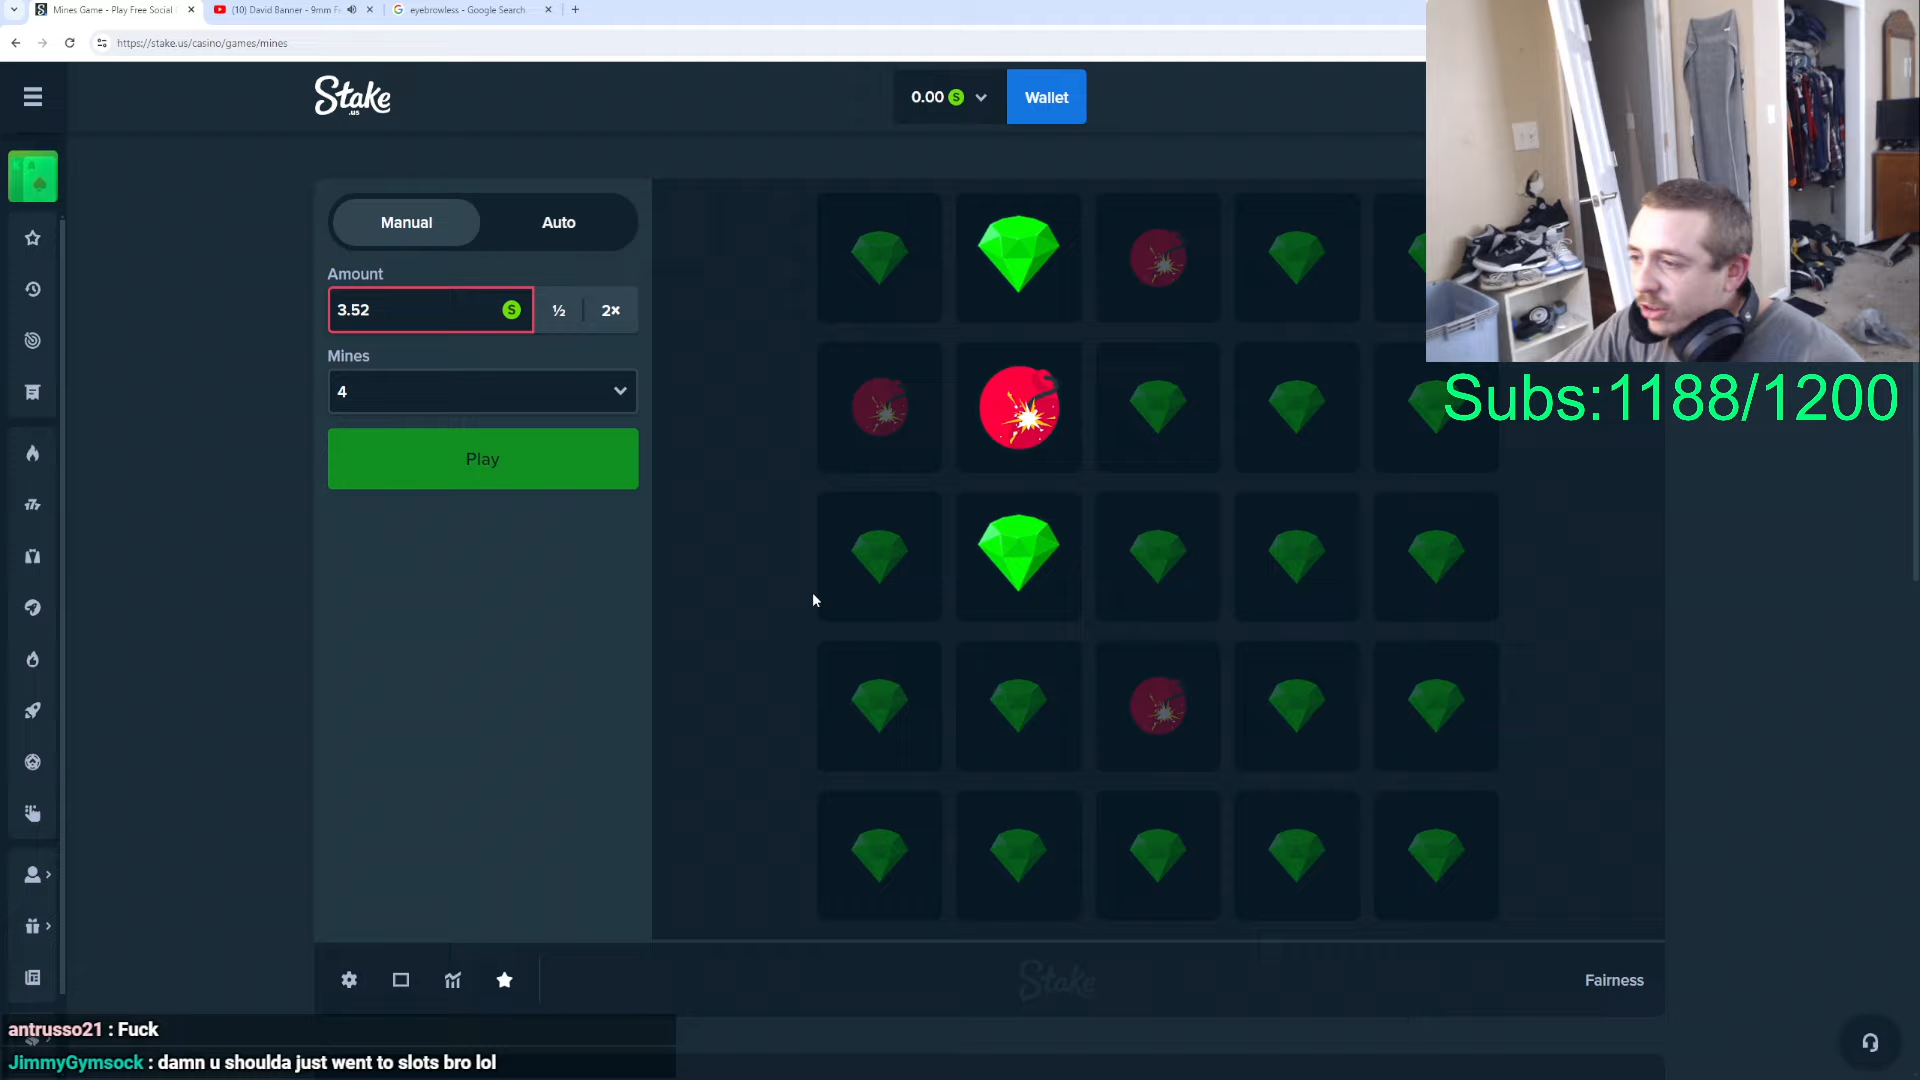 Mines Game - Play Free Social
(10) David Banner - 9mm F
eyebrowless - Google Search
https://stake.us/casino/games/mines
Stake
.us
0.00 S
Wallet
Manual
Auto
Amount
3.52 S
½
2×
Mines
4
Play
Subs:1188/1200
Stake
Fairness
antrusso21 : Fuck
JimmyGymsock : damn u shoulda just went to slots bro lol